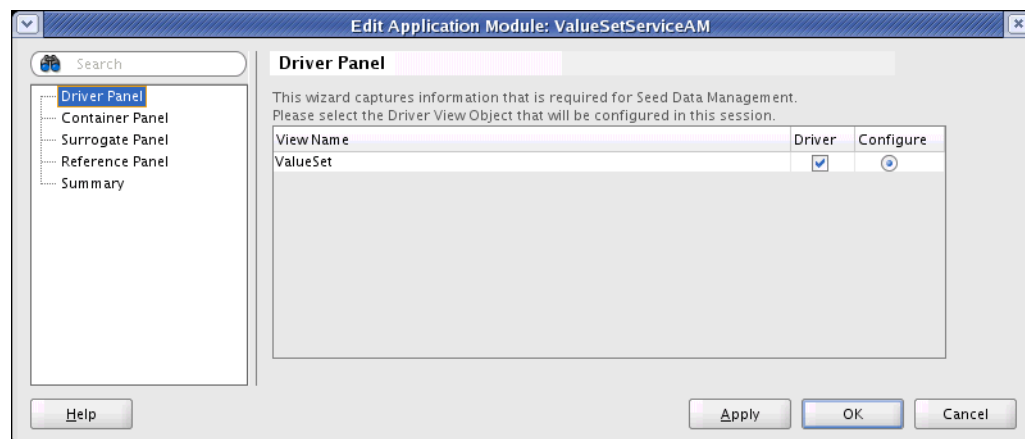 Edit Application Module: ValueSetServiceAM
Search
Driver Panel
Container Panel
Surrogate Panel
Reference Panel
Summary
Driver Panel
This wizard captures information that is required for Seed Data Management.
Please select the Driver View Object that will be configured in this session.
View Name Driver Configure
ValueSet
Help Apply OK Cancel